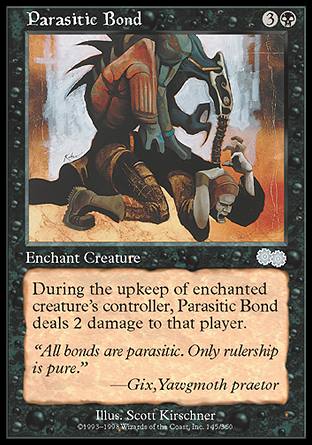 Parasitic Bond 3
Enchant Creature
During the upkeep of enchanted
creature's controller, Parasitic Bond
deals 2 damage to that player.
“All bonds are parasitic. Only rulership
is pure.”
—Gix,Yawgmoth praetor
Illus. Scott Kirschner
©1993–1998 Wizards of the Coast, Inc. 145/350